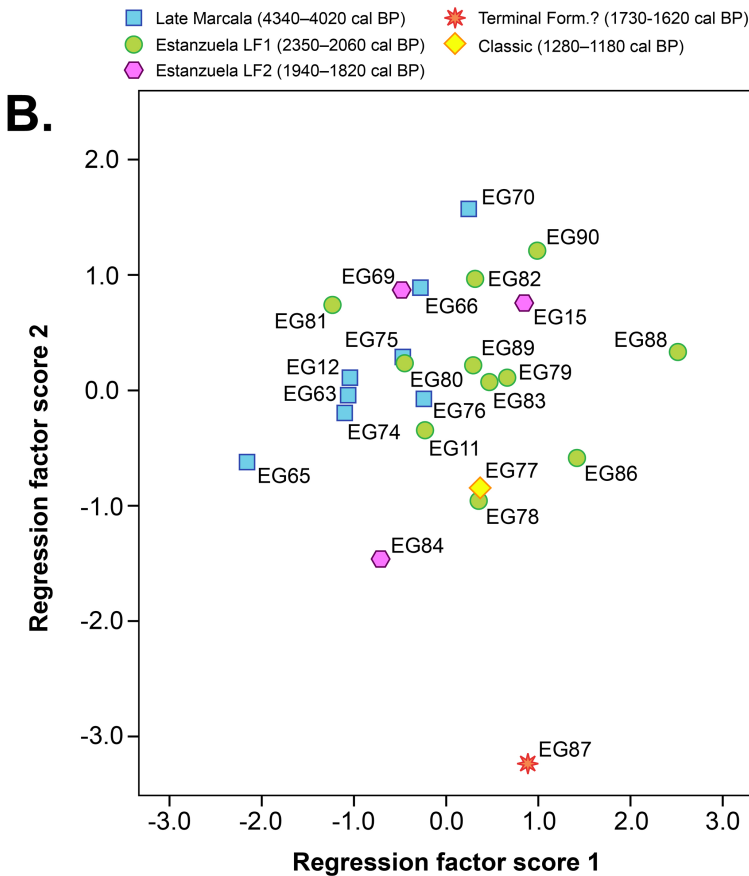 Late Marcala (4340–4020 cal BP)
Terminal Form.? (1730-1620 cal BP)
Estanzuela LF1 (2350–2060 cal BP)
Classic (1280–1180 cal BP)
Estanzuela LF2 (1940–1820 cal BP)
B.
2.0
EG70
EG90
1.0
EG69
EG82
EG66
EG15
EG81
EG75
EG89
EG88
EG12
EG79
0.0
EG80
EG63
EG76
EG83
EG74
EG11
EG65
EG77
EG86
-1.0
EG78
EG84
-2.0
-3.0
EG87
Regression factor score 2
-3.0 -2.0 -1.0 0.0 1.0 2.0 3.0
Regression factor score 1